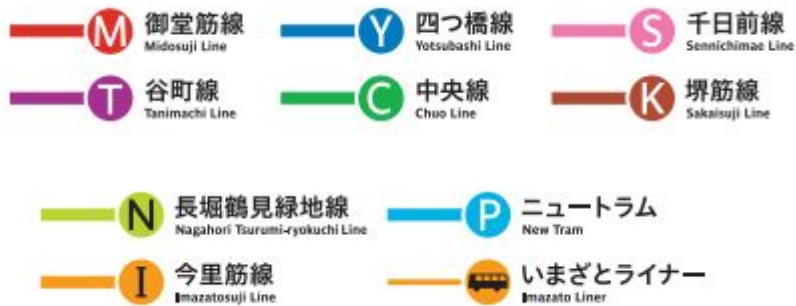 M 御堂筋線
Midosuji Line
Y 四つ橋線
Yotsubashi Line
S 千日前線
Sennichimae Line
T 谷町線
Tanimachi Line
C 中央線
Chuo Line
K 堺筋線
Sakaisuji Line
N 長堀鶴見緑地線
Nagahori Tsurumi-ryokuchi Line
P ニュートラム
New Tram
I 今里筋線
Imazatosuji Line
いまざとライナー
Imazato Liner